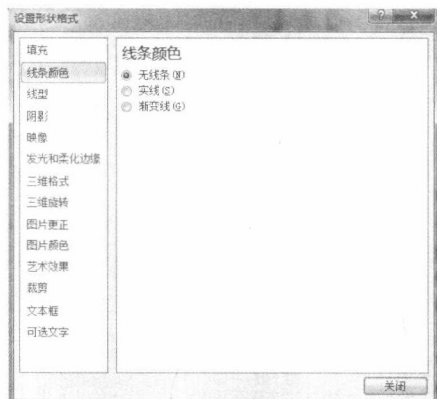 设置形状格式
填充
线条颜色
线型
阴影
映像
发光和柔化边缘
三维格式
三维旋转
图片更正
图片颜色
艺术效果
裁剪
文本框
可选文字
线条颜色
无线条(N)
实线(S)
渐变线(G)
关闭